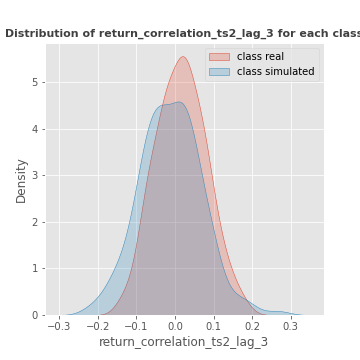 Distribution of return_correlation_ts2_lag_3 for each class
class real
class simulated
Density
5
4
3
2
1
0
−0.3 −0.2 −0.1 0.0 0.1 0.2 0.3
return_correlation_ts2_lag_3